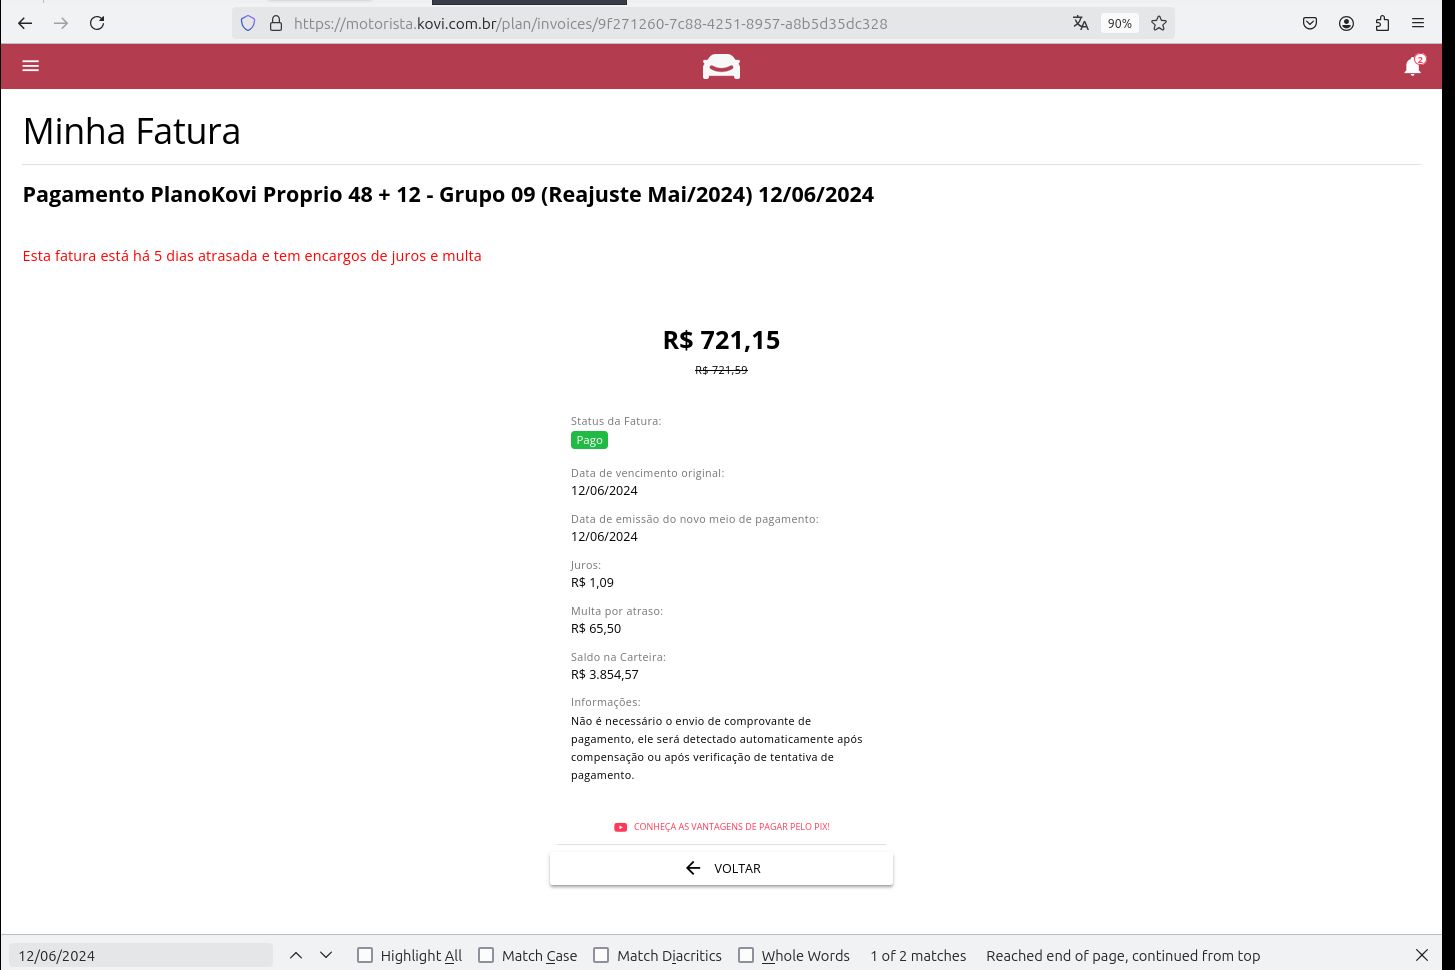 https://motorista.kovi.com.br/plan/invoices/9f271260-7c88-4251-8957-a8b5d35dc328
90%
2
Minha Fatura
Pagamento PlanoKovi Proprio 48 + 12 - Grupo 09 (Reajuste Mai/2024) 12/06/2024
Esta fatura está há 5 dias atrasada e tem encargos de juros e multa
R$ 721,15
R$ 721,59
Status da Fatura:
Pago
Data de vencimento original:
12/06/2024
Data de emissão do novo meio de pagamento:
12/06/2024
Juros:
R$ 1,09
Multa por atraso:
R$ 65,50
Saldo na Carteira:
R$ 3.854,57
Informações:
Não é necessário o envio de comprovante de
pagamento, ele será detectado automaticamente após
compensação ou após verificação de tentativa de
pagamento.
CONHEÇA AS VANTAGENS DE PAGAR PELO PIX!
VOLTAR
12/06/2024
Highlight All
Match Case
Match Diacritics
Whole Words
1 of 2 matches
Reached end of page, continued from top